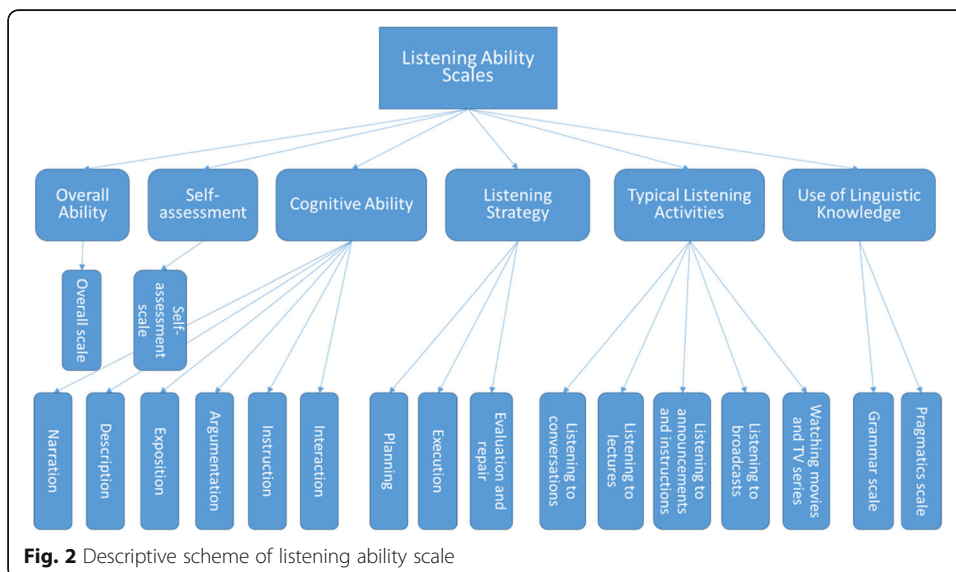 Listening Ability
Scales
Overall
Ability
Self-
assessment
Cognitive Ability
Listening
Strategy
Typical Listening
Activities
Use of Linguistic
Knowledge
Overall scale
Self-
assessment
scale
Narration
Description
Exposition
Argumentation
Instruction
Interaction
Planning
Execution
Evaluation and
repair
Listening to
conversations
Listening to
lectures
Listening to
announcements
and instructions
Listening to
broadcasts
Watching movies
and TV series
Grammar scale
Pragmatics scale
Fig. 2 Descriptive scheme of listening ability scale